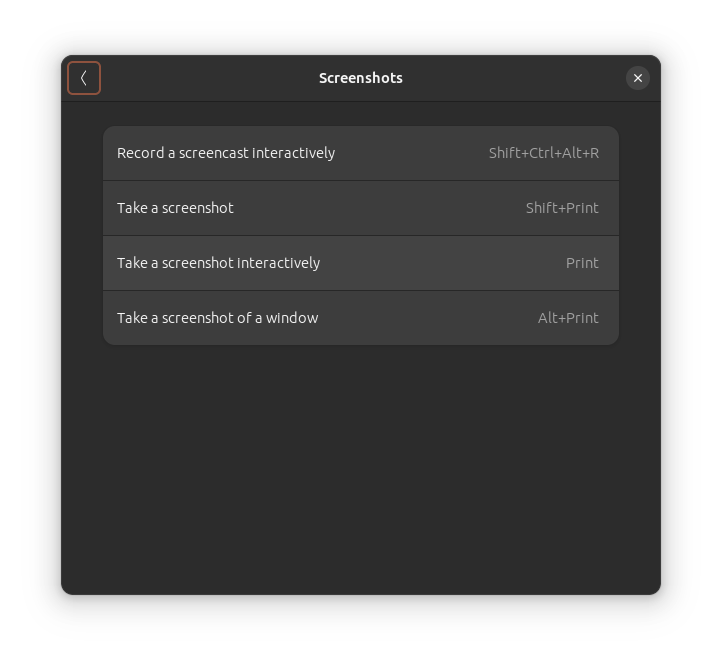 Screenshots
Record a screencast interactively Shift+Ctrl+Alt+R
Take a screenshot Shift+Print
Take a screenshot interactively Print
Take a screenshot of a window Alt+Print